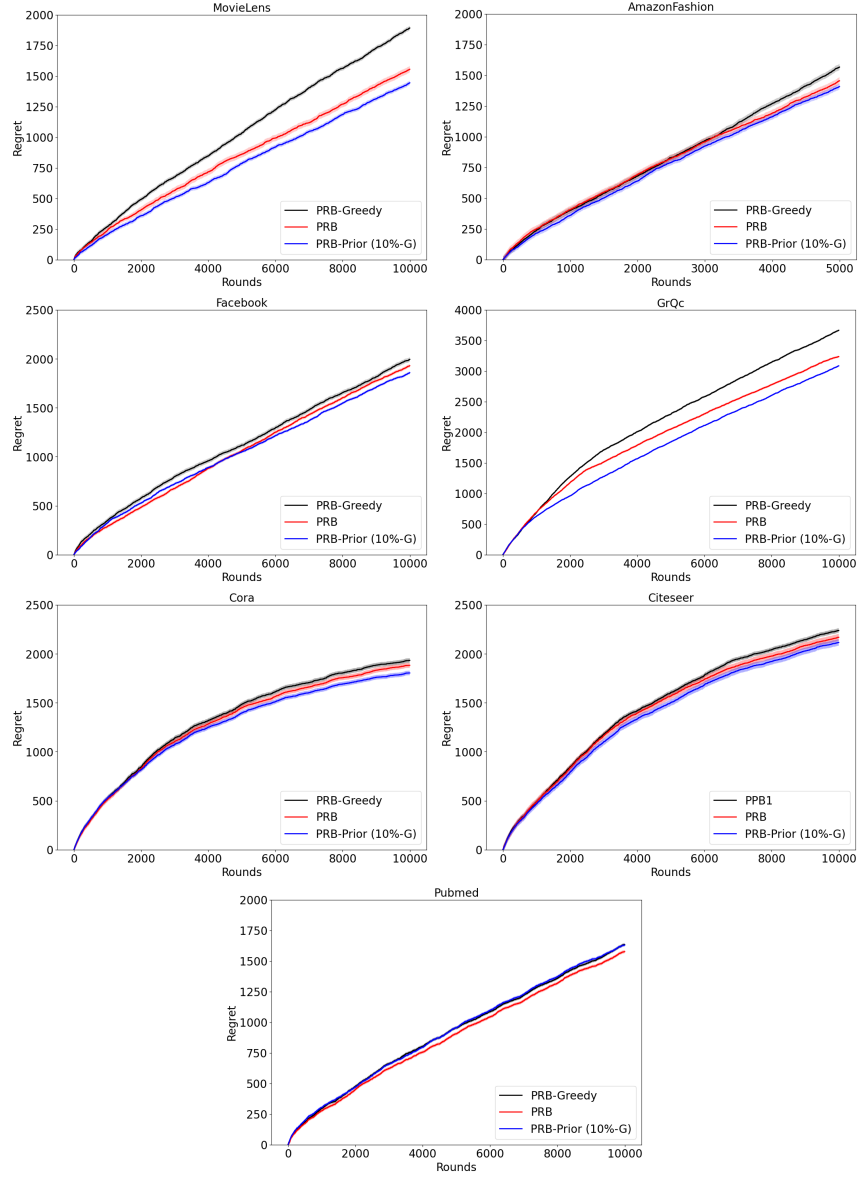 MovieLens
2000
1750
1500
1250
1000
750
500
250
0
Regret
PRB-Greedy
PRB
PRB-Prior (10%-G)
0 2000 4000 6000 8000 10000
Rounds
AmazonFashion
2000
1750
1500
1250
1000
750
500
250
0
Regret
PRB-Greedy
PRB
PRB-Prior (10%-G)
0 1000 2000 3000 4000 5000
Rounds
Facebook
2500
2000
1500
1000
500
0
Regret
PRB-Greedy
PRB
PRB-Prior (10%-G)
0 2000 4000 6000 8000 10000
Rounds
GrQc
4000
3500
3000
2500
2000
1500
1000
500
0
Regret
PRB-Greedy
PRB
PRB-Prior (10%-G)
0 2000 4000 6000 8000 10000
Rounds
Cora
2500
2000
1500
1000
500
0
Regret
PRB-Greedy
PRB
PRB-Prior (10%-G)
0 2000 4000 6000 8000 10000
Rounds
Citeseer
2500
2000
1500
1000
500
0
Regret
PPB1
PRB
PRB-Prior (10%-G)
0 2000 4000 6000 8000 10000
Rounds
Pubmed
2000
1750
1500
1250
1000
750
500
250
0
Regret
PRB-Greedy
PRB
PRB-Prior (10%-G)
0 2000 4000 6000 8000 10000
Rounds